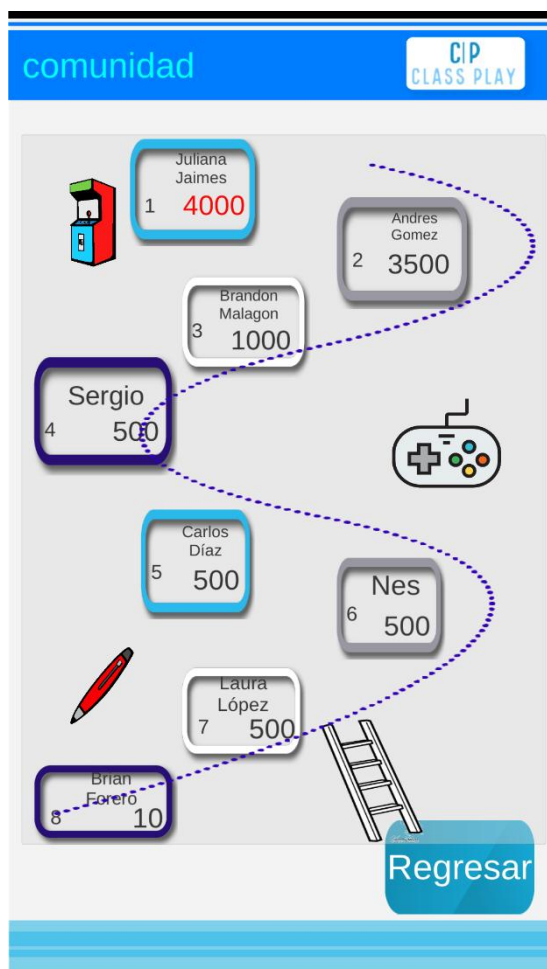 comunidad
C|P
CLASS PLAY
Juliana
Jaimes
1 4000
Andres
Gomez
2 3500
Brandon
Malagon
3 1000
Sergio
4 500
Carlos
Díaz
5 500
Nes
6 500
Laura
López
7 500
Brian
Forero
8 10
Regresar